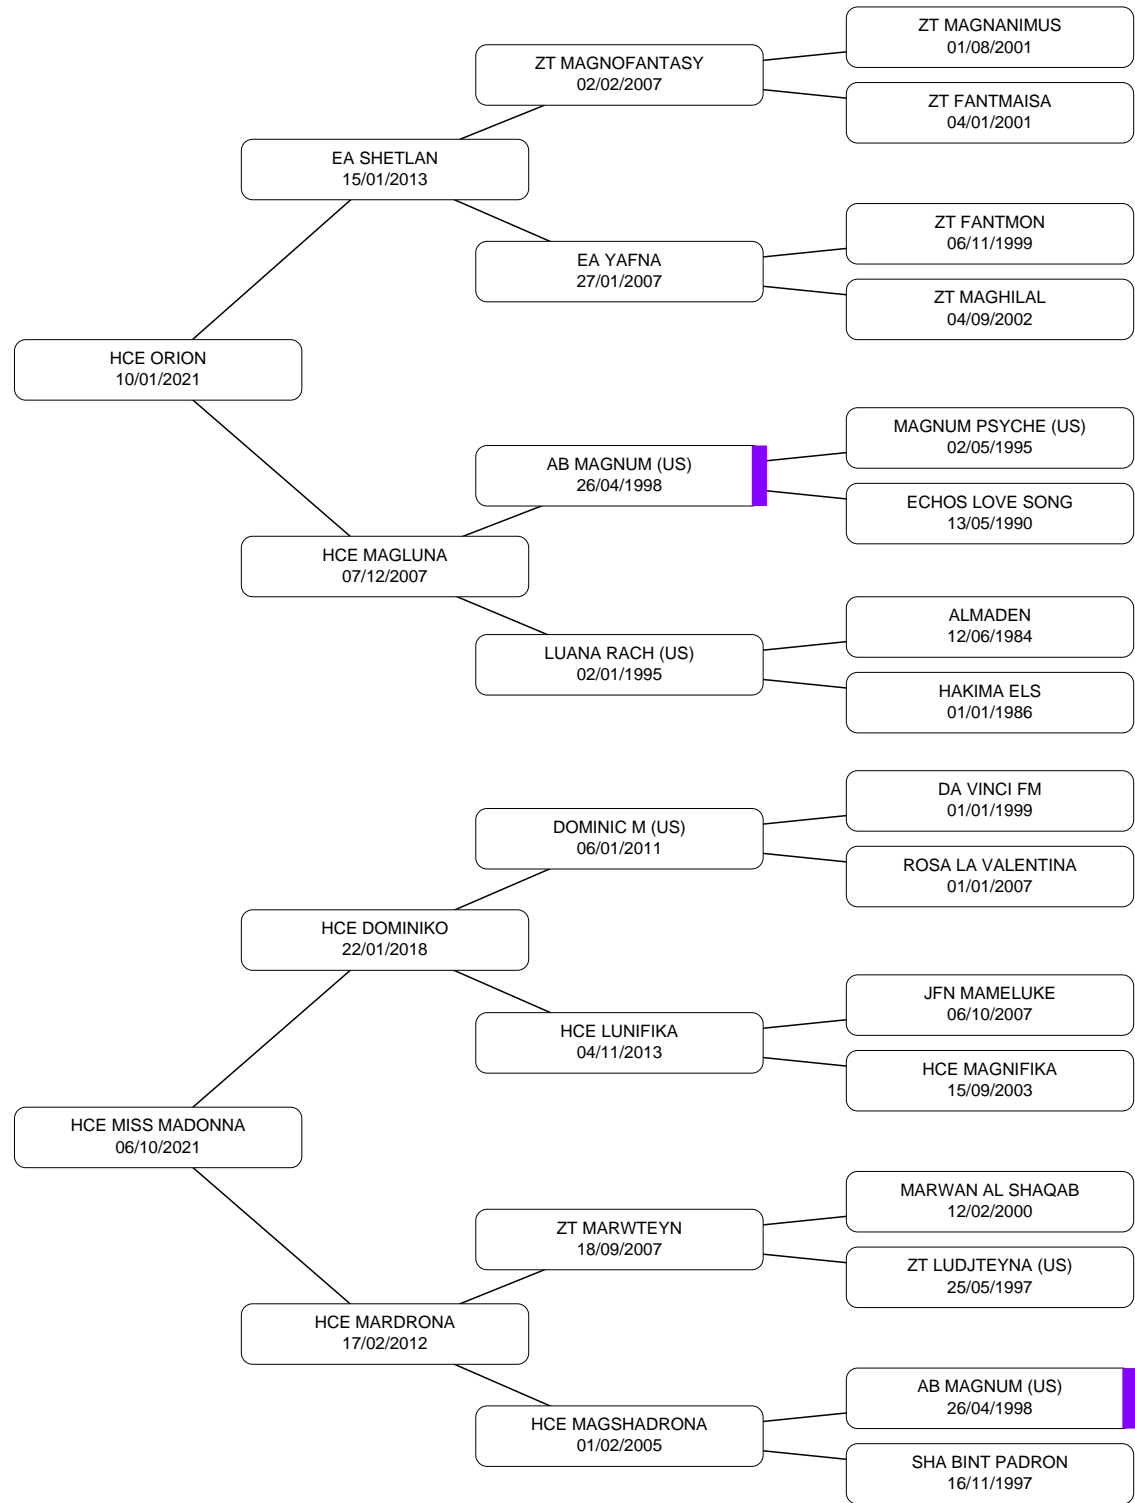 ZT MAGNANIMUS
01/08/2001
ZT MAGNOFANTASY
02/02/2007
ZT FANTMAISA
04/01/2001
EA SHETLAN
15/01/2013
ZT FANTMON
06/11/1999
EA YAFNA
27/01/2007
ZT MAGHILAL
04/09/2002
HCE ORION
10/01/2021
MAGNUM PSYCHE (US)
02/05/1995
AB MAGNUM (US)
26/04/1998
ECHOS LOVE SONG
13/05/1990
HCE MAGLUNA
07/12/2007
ALMADEN
12/06/1984
LUANA RACH (US)
02/01/1995
HAKIMA ELS
01/01/1986
DA VINCI FM
01/01/1999
DOMINIC M (US)
06/01/2011
ROSA LA VALENTINA
01/01/2007
HCE DOMINIKO
22/01/2018
JFN MAMELUKE
06/10/2007
HCE LUNIFIKA
04/11/2013
HCE MAGNIFIKA
15/09/2003
HCE MISS MADONNA
06/10/2021
MARWAN AL SHAQAB
12/02/2000
ZT MARWTEYN
18/09/2007
ZT LUDJTEYNA (US)
25/05/1997
HCE MARDRONA
17/02/2012
AB MAGNUM (US)
26/04/1998
HCE MAGSHADRONA
01/02/2005
SHA BINT PADRON
16/11/1997